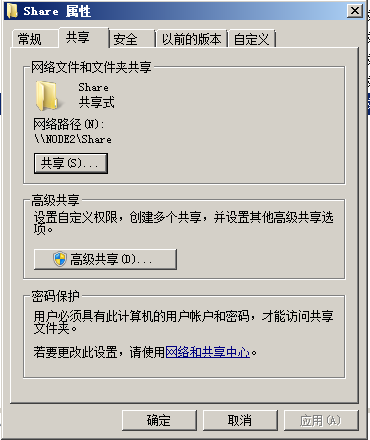 Share 属性
常规 共享 安全 以前的版本 自定义
网络文件和文件夹共享
Share
共享式
网络路径(N):
\\NODE2\Share
共享(S)...
高级共享
设置自定义权限，创建多个共享，并设置其他高级共享选
项。
高级共享(D)...
密码保护
用户必须具有此计算机的用户帐户和密码，才能访问共享
文件夹。
若要更改此设置，请使用网络和共享中心。
确定 取消 应用(A)